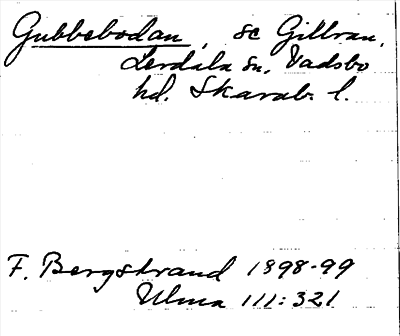 Gubbebodan, se Gillran,
Lerdala sn, Vadsbo
hd. Skarab. l.
F. Bergstrand 1898-99
Ulma 111:321